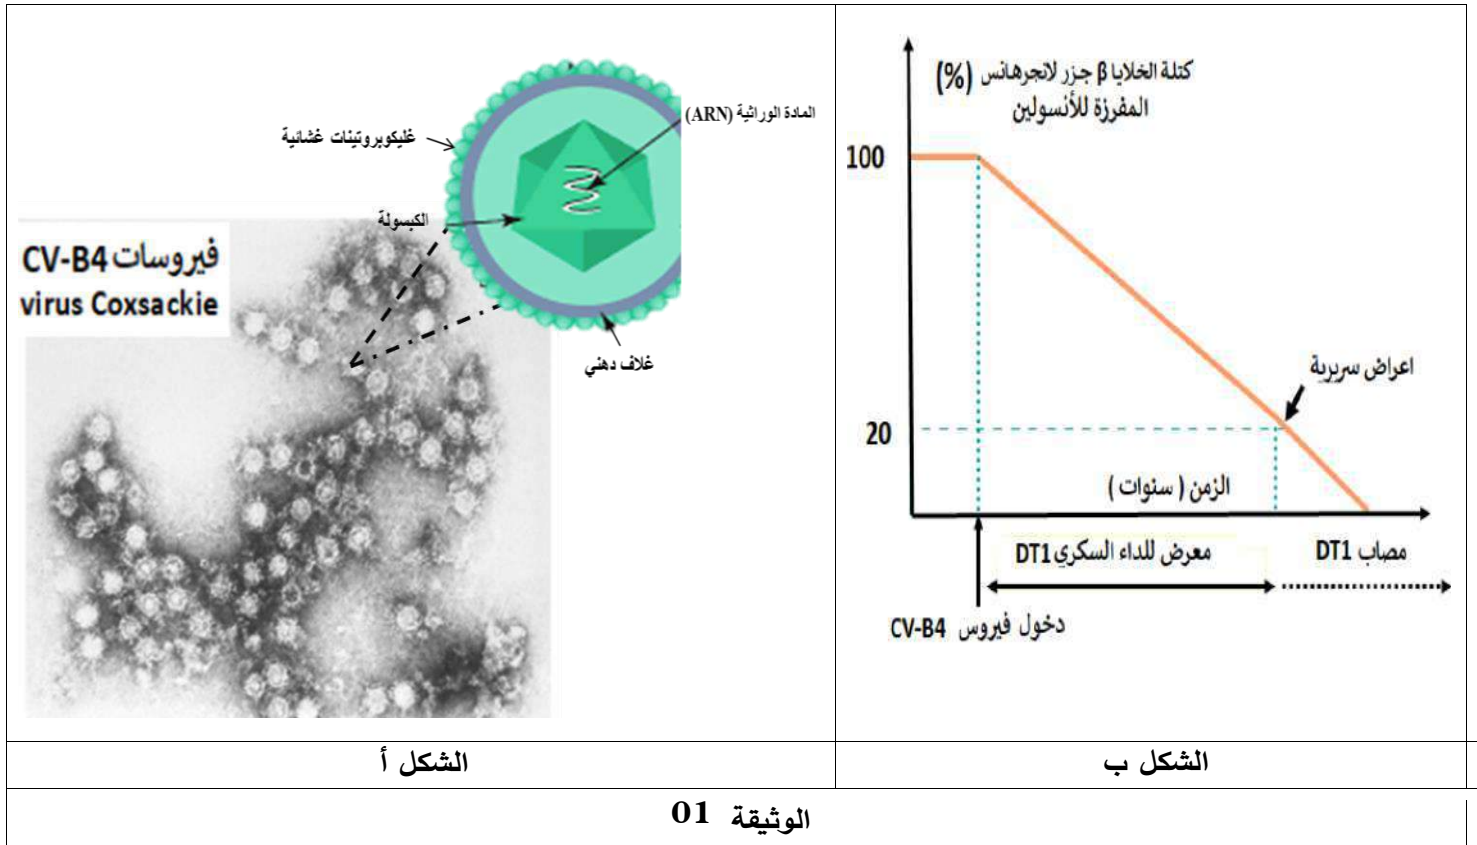 المادة الوراثية (ARN)
غليكوبروتينات غشائية
الكبسولة
فيروسات CV-B4
virus Coxsackie
غلاف دهني
كتلة الخلايا β جزر لانجرهانس (%)
المفرزة للأنسولين
100
اعراض سريرية
20
الزمن ( سنوات )
معرض للداء السكري DT1
مصاب DT1
دخول فيروس CV-B4
الشكل أ
الشكل ب
الوثيقة 01